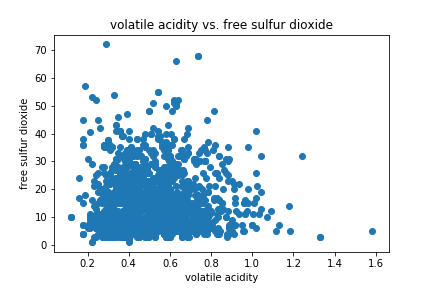 volatile acidity vs. free sulfur dioxide
free sulfur dioxide
70
60
50
40
30
20
10
0
0.2 0.4 0.6 0.8 1.0 1.2 1.4 1.6
volatile acidity